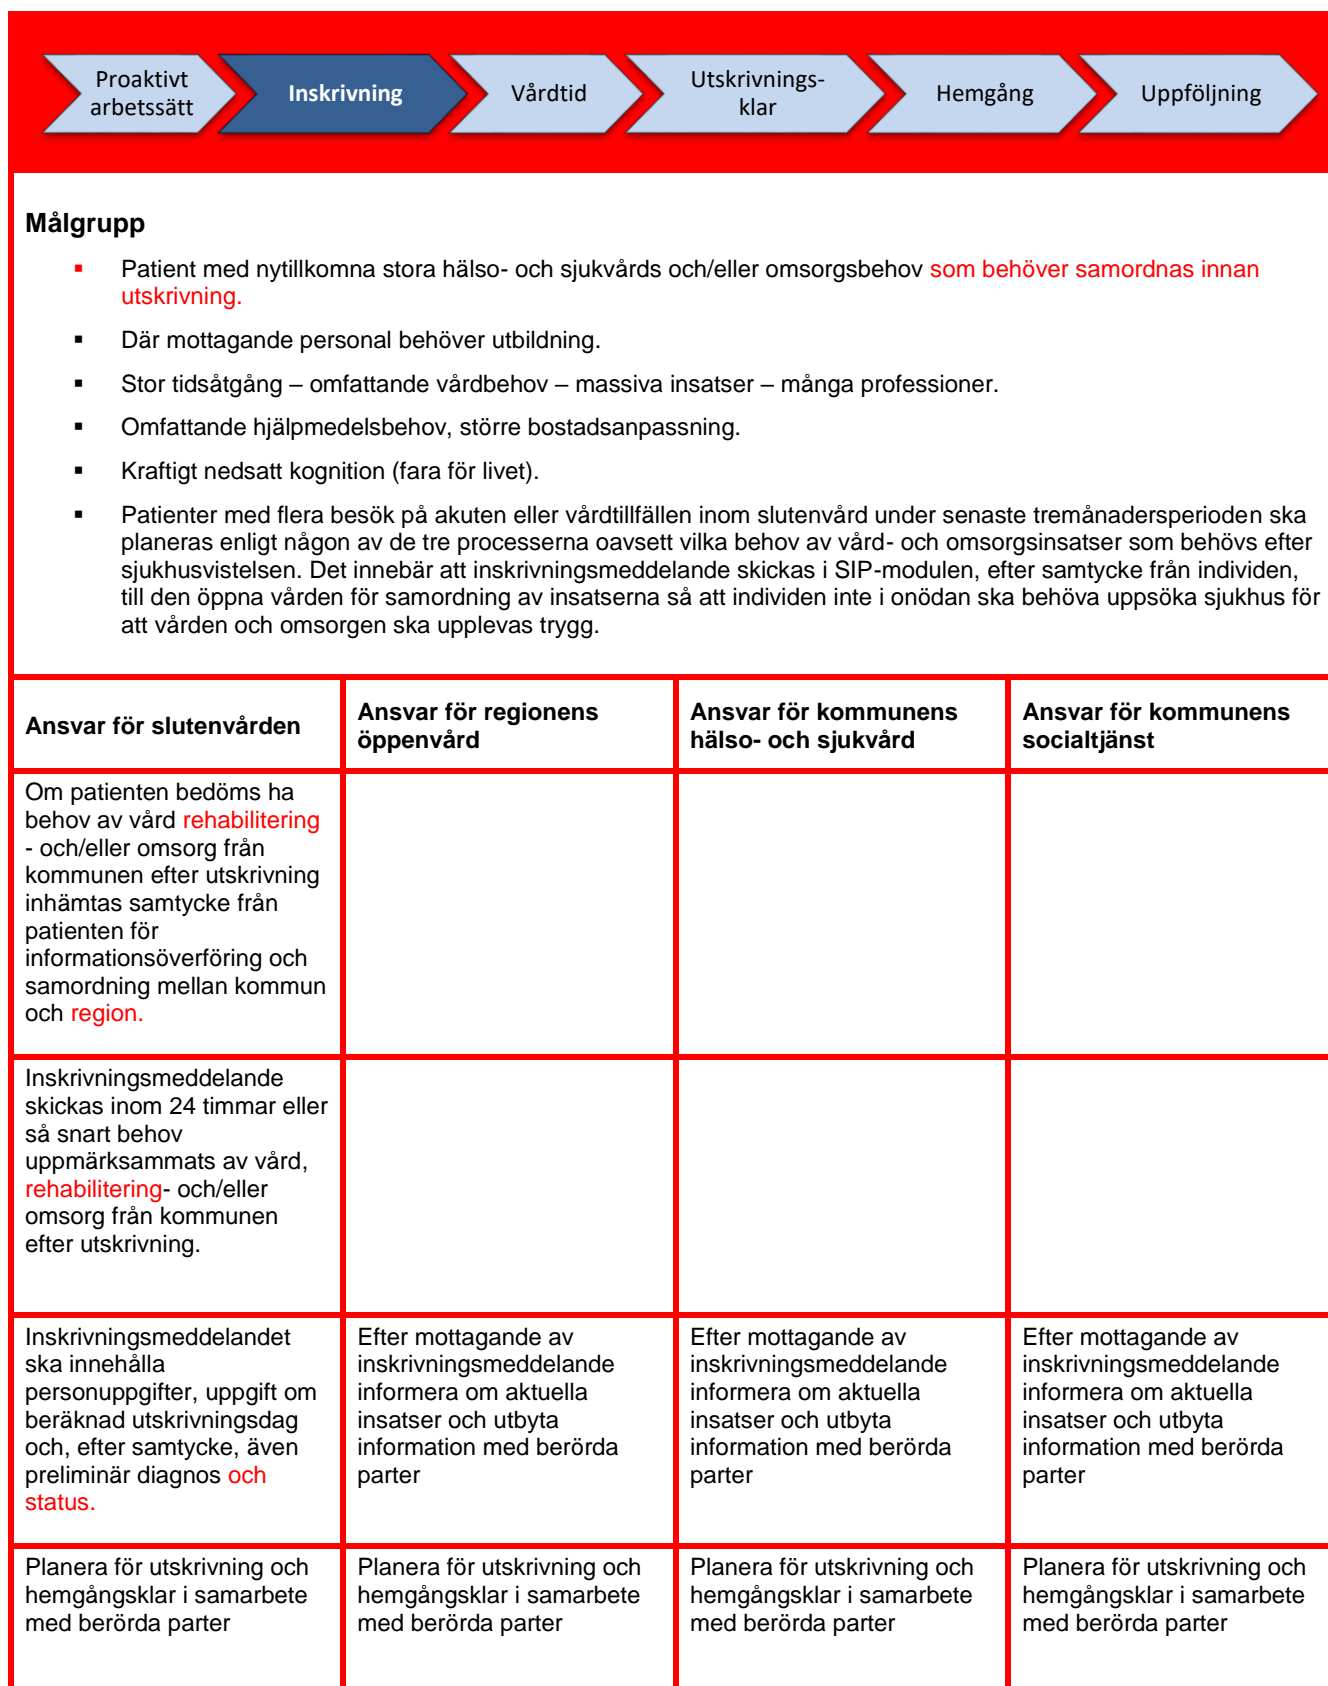 Proaktivt
arbetssätt
Inskrivning
Vårdtid
Utskrivnings-
klar
Hemgång
Uppföljning
Målgrupp
▪ Patient med nytillkomna stora hälso- och sjukvårds och/eller omsorgsbehov som behöver samordnas innan
utskrivning.
▪ Där mottagande personal behöver utbildning.
▪ Stor tidsåtgång – omfattande vårdbehov – massiva insatser – många professioner.
▪ Omfattande hjälpmedelsbehov, större bostadsanpassning.
▪ Kraftigt nedsatt kognition (fara för livet).
▪ Patienter med flera besök på akuten eller vårdtillfällen inom slutenvård under senaste tremånadersperioden ska
planeras enligt någon av de tre processerna oavsett vilka behov av vård- och omsorgsinsatser som behövs efter
sjukhusvistelsen. Det innebär att inskrivningsmeddelande skickas i SIP-modulen, efter samtycke från individen,
till den öppna vården för samordning av insatserna så att individen inte i onödan ska behöva uppsöka sjukhus för
att vården och omsorgen ska upplevas trygg.
Ansvar för slutenvården
Ansvar för regionens
öppenvård
Ansvar för kommunens
hälso- och sjukvård
Ansvar för kommunens
socialtjänst
Om patienten bedöms ha
behov av vård rehabilitering
- och/eller omsorg från
kommunen efter utskrivning
inhämtas samtycke från
patienten för
informationsöverföring och
samordning mellan kommun
och region.
Inskrivningsmeddelande
skickas inom 24 timmar eller
så snart behov
uppmärksammats av vård,
rehabilitering- och/eller
omsorg från kommunen
efter utskrivning.
Inskrivningsmeddelandet
ska innehålla
personuppgifter, uppgift om
beräknad utskrivningsdag
och, efter samtycke, även
preliminär diagnos och
status.
Efter mottagande av
inskrivningsmeddelande
informera om aktuella
insatser och utbyta
information med berörda
parter
Efter mottagande av
inskrivningsmeddelande
informera om aktuella
insatser och utbyta
information med berörda
parter
Efter mottagande av
inskrivningsmeddelande
informera om aktuella
insatser och utbyta
information med berörda
parter
Planera för utskrivning och
hemgångsklar i samarbete
med berörda parter
Planera för utskrivning och
hemgångsklar i samarbete
med berörda parter
Planera för utskrivning och
hemgångsklar i samarbete
med berörda parter
Planera för utskrivning och
hemgångsklar i samarbete
med berörda parter